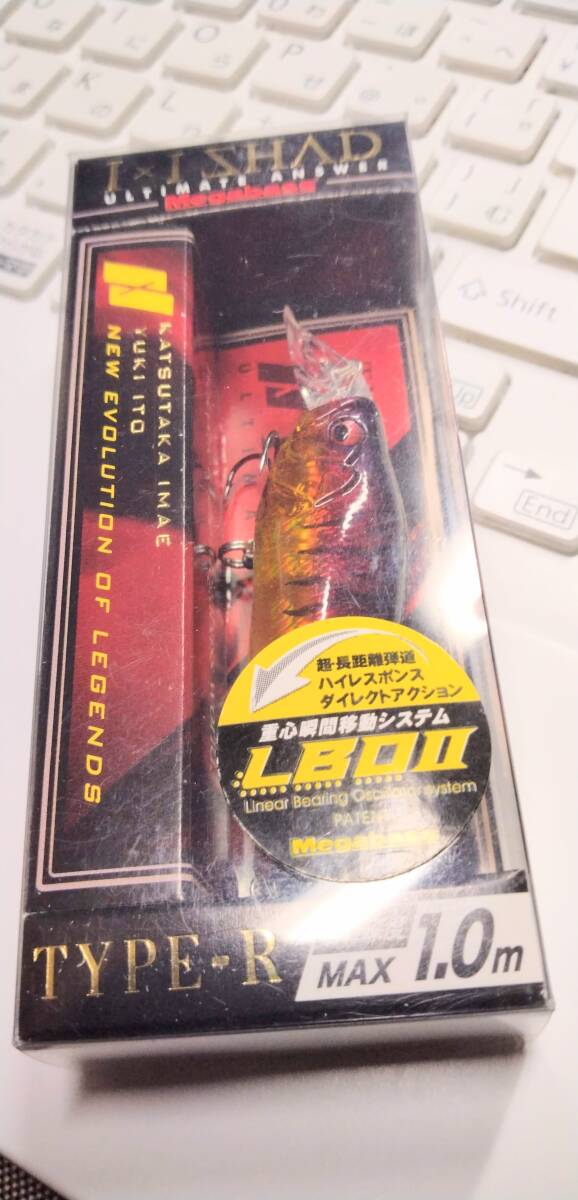 I×I SHAD
ULTIMATE ANSWER
Megabass
KATSUTAKA IMAE
YUKI ITO
NEW EVOLUTION OF LEGENDS
超・長距離弾道
ハイレスポンス
ダイレクトアクション
重心瞬間移動システム
LBOII
Linear Bearing Oscillator system
Megabass
TYPE-R
MAX 1.0m
Shift
End